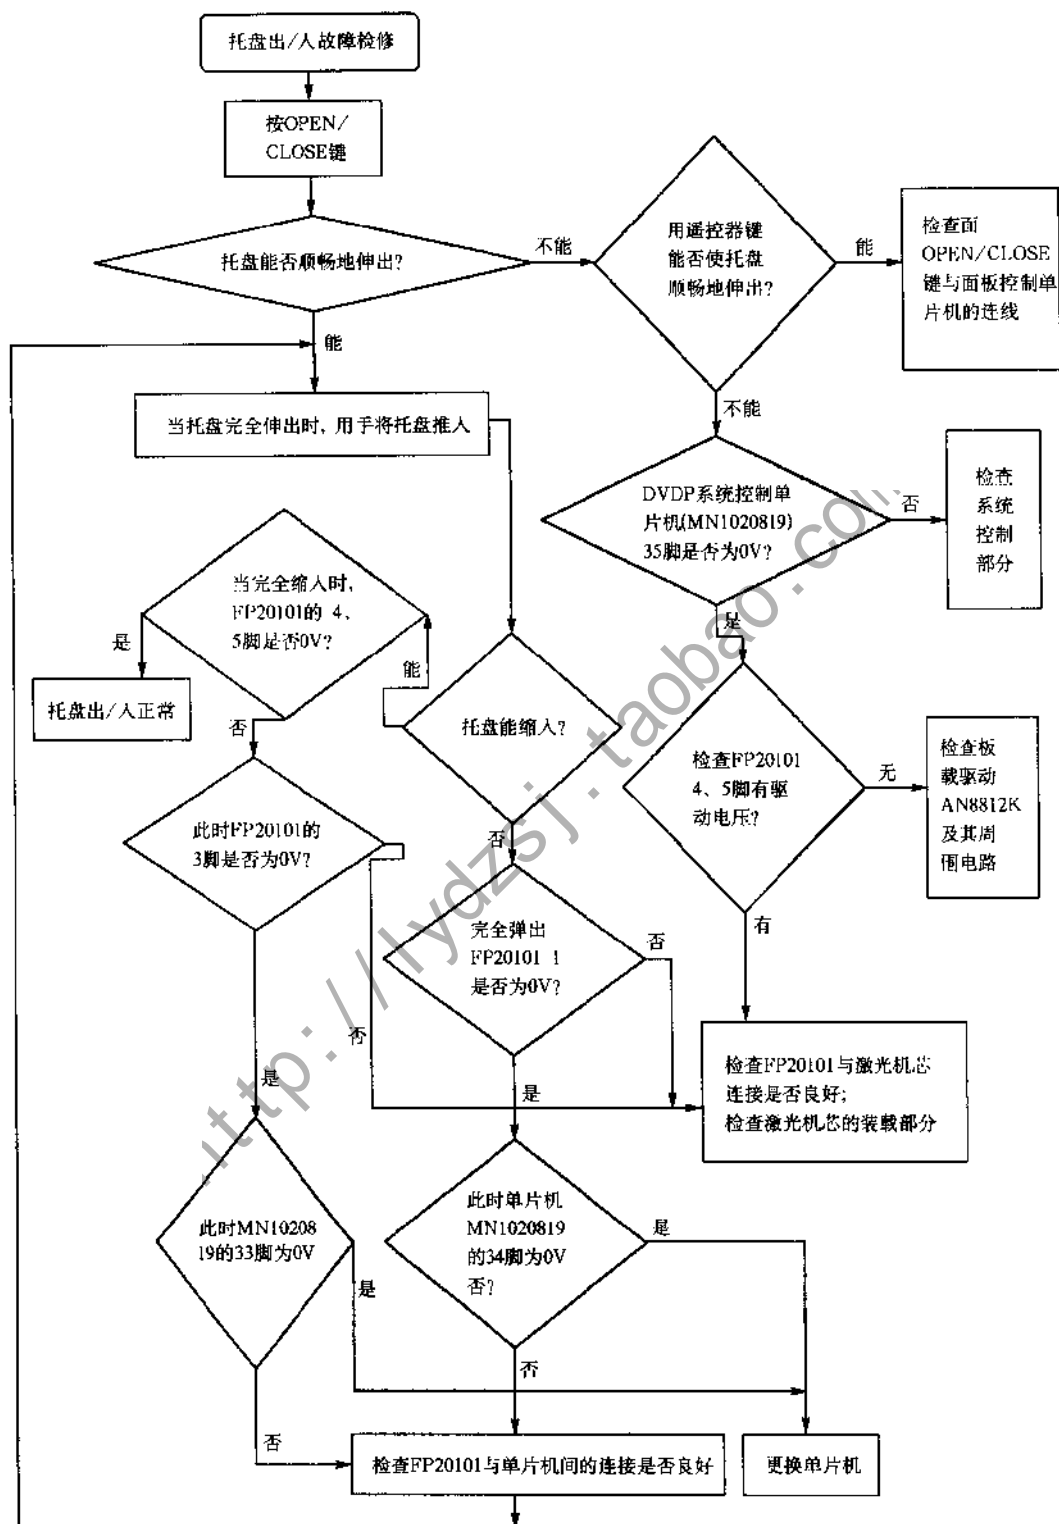 托盘出/人故障检修
按OPEN/
CLOSE键
托盘能否顺畅地伸出?
不能
用遥控器键
能否使托盘
顺畅地伸出?
能
检查面
OPEN/CLOSE
键与面板控制单
片机的连线
能
不能
当托盘完全伸出时, 用手将托盘推入
DVDP系统控制单
片机(MN1020819)
35脚是否为0V?
否
检查
系统
控制
部分
是
当完全缩入时,
FP20101的 4、
5脚是否0V?
是
能
托盘出/人正常
否
托盘能缩入?
检查FP20101
4、5脚有驱
动电压?
无
检查板
载驱动
AN8812K
及其周
围电路
此时FP20101的
3脚是否为0V?
否
有
完全弹出
FP20101 1
是否为0V?
否
否
检查FP20101与激光机芯
连接是否良好;
检查激光机芯的装载部分
是
是
此时MN10208
19的33脚为0V
是
此时单片机
MN1020819
的34脚为0V
否?
是
否
否
检查FP20101与单片机间的连接是否良好
更换单片机
http://lydzsj.taobao.com